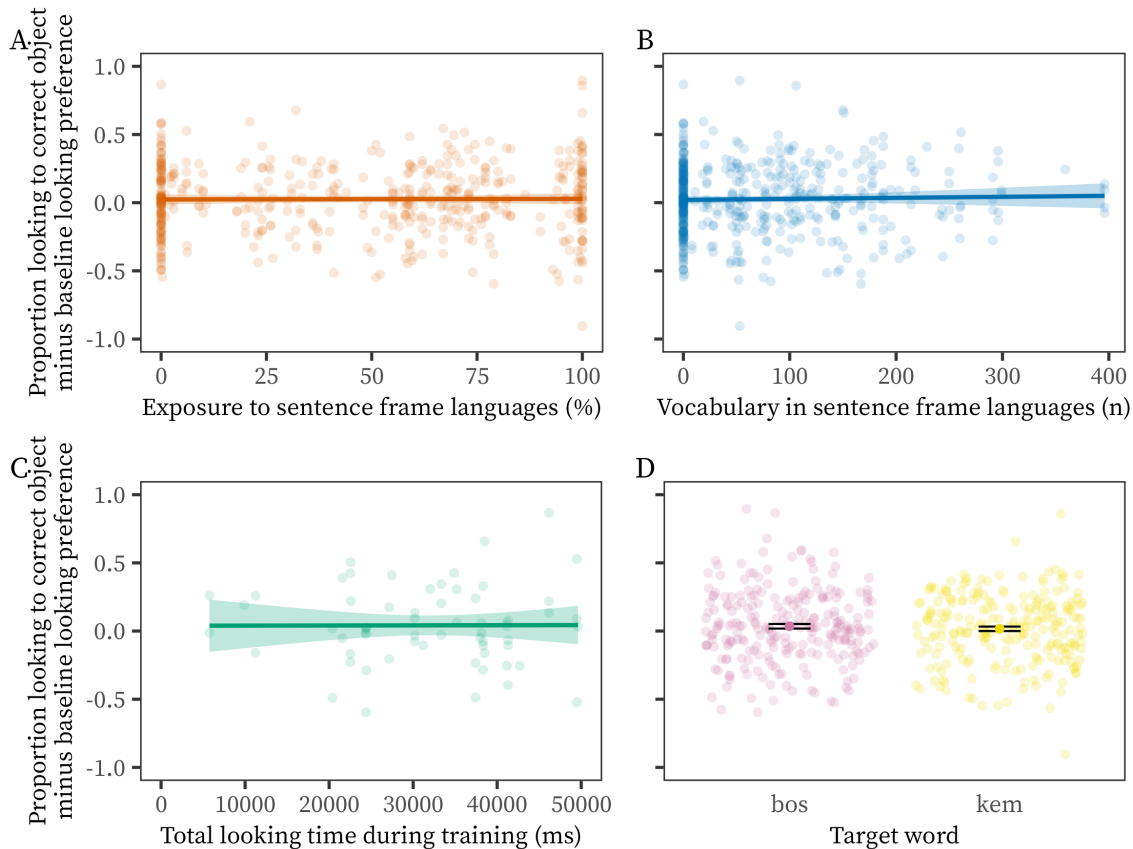 A
Proportion looking to correct object
minus baseline looking preference
1.0
0.5
0.0
-0.5
-1.0
0 25 50 75 100
Exposure to sentence frame languages (%)
B
0 100 200 300 400
Vocabulary in sentence frame languages (n)
C
Proportion looking to correct object
minus baseline looking preference
1.0
0.5
0.0
-0.5
-1.0
0 10000 20000 30000 40000 50000
Total looking time during training (ms)
D
bos kem
Target word